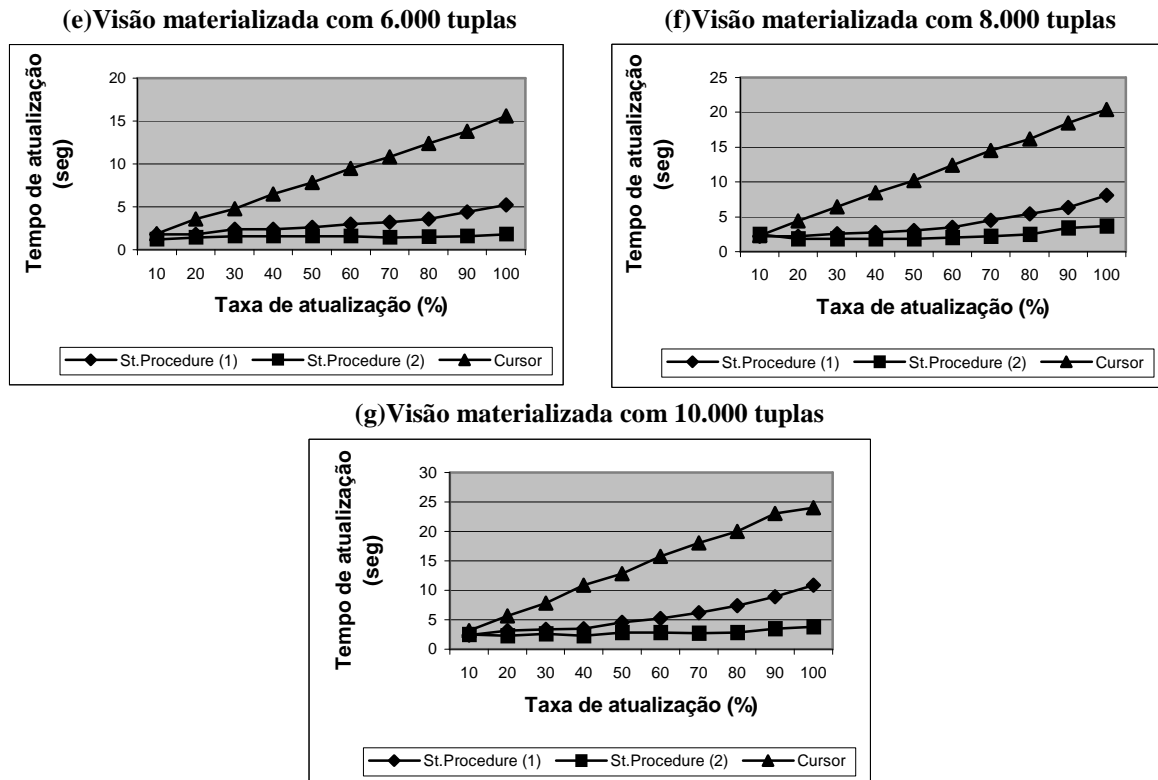 (e)Visão materializada com 6.000 tuplas
Tempo de atualização
(seg)
20
15
10
5
0
10 20 30 40 50 60 70 80 90 100
Taxa de atualização (%)
St.Procedure (1) St.Procedure (2) Cursor
(f)Visão materializada com 8.000 tuplas
Tempo de atualização
(seg)
25
20
15
10
5
0
10 20 30 40 50 60 70 80 90 100
Taxa de atualização (%)
St.Procedure (1) St.Procedure (2) Cursor
(g)Visão materializada com 10.000 tuplas
Tempo de atualização
(seg)
30
25
20
15
10
5
0
10 20 30 40 50 60 70 80 90 100
Taxa de atualização (%)
St.Procedure (1) St.Procedure (2) Cursor